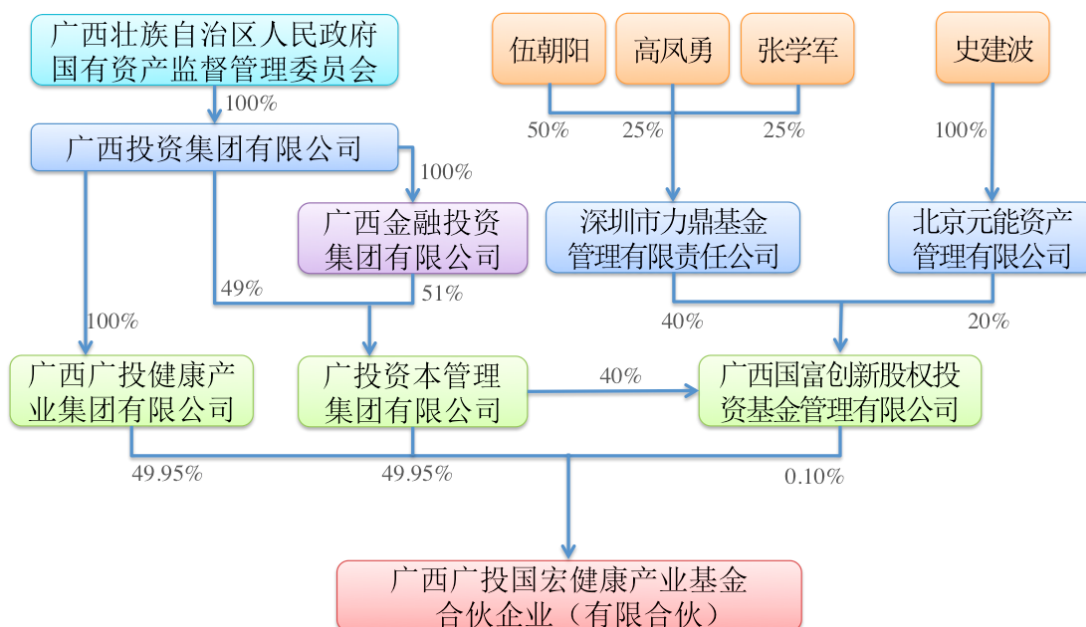 广西壮族自治区人民政府
国有资产监督管理委员会
伍朝阳
高凤勇
张学军
史建波
100%
50%
25%
25%
100%
广西投资集团有限公司
100%
广西金融投资
集团有限公司
深圳市力鼎基金
管理有限责任公司
北京元能资产
管理有限公司
49%
51%
100%
40%
20%
广西广投健康产
业集团有限公司
广投资本管理
集团有限公司
40%
广西国富创新股权投
资基金管理有限公司
49.95%
49.95%
0.10%
广西广投国宏健康产业基金
合伙企业（有限合伙）